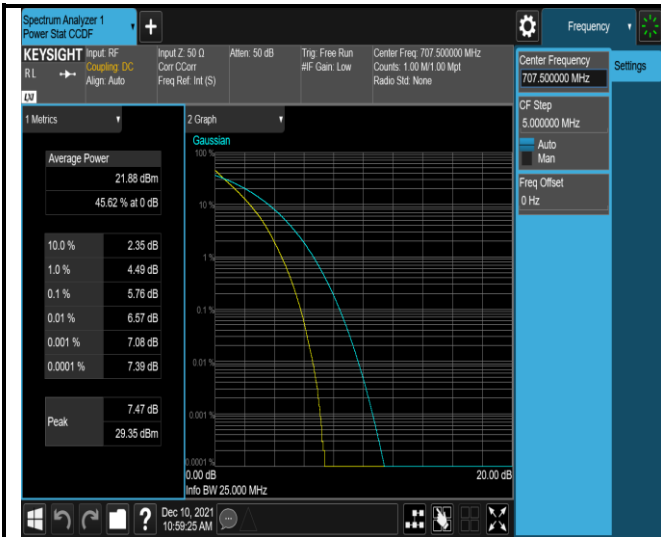 Spectrum Analyzer 1
Power Stat CCDF
+
Frequency
KEYSIGHT
RL
LXI
Input: RF
Coupling: DC
Align: Auto
Input Z: 50 Ω
Corr CCorr
Freq Ref: Int (S)
Atten: 50 dB
Trig: Free Run
#IF Gain: Low
Center Freq: 707.500000 MHz
Counts: 1.00 M/1.00 Mpt
Radio Std: None
Center Frequency
707.500000 MHz
Settings
CF Step
5.000000 MHz
Auto
Man
Freq Offset
0 Hz
1 Metrics
Average Power
21.88 dBm
45.62 % at 0 dB
10.0 % 2.35 dB
1.0 % 4.49 dB
0.1 % 5.76 dB
0.01 % 6.57 dB
0.001 % 7.08 dB
0.0001 % 7.39 dB
Peak 7.47 dB
29.35 dBm
2 Graph
Gaussian
100 %
10 %
1 %
0.1 %
0.01 %
0.001 %
0.0001 %
0.00 dB 20.00 dB
Info BW 25.000 MHz
?
Dec 10, 2021
10:59:25 AM